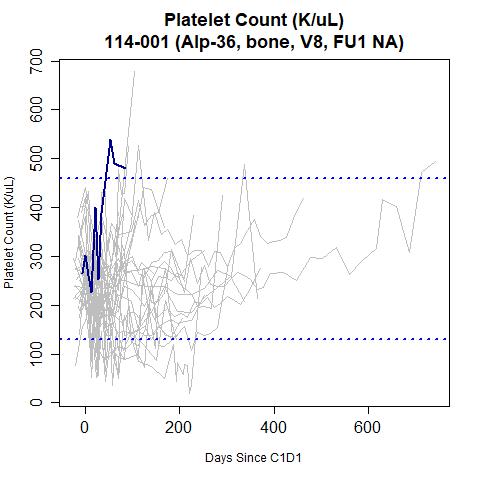 Platelet Count (K/uL)
114-001 (Alp-36, bone, V8, FU1 NA)
Platelet Count (K/uL)
700
600
500
400
300
200
100
0
0 200 400 600
Days Since C1D1